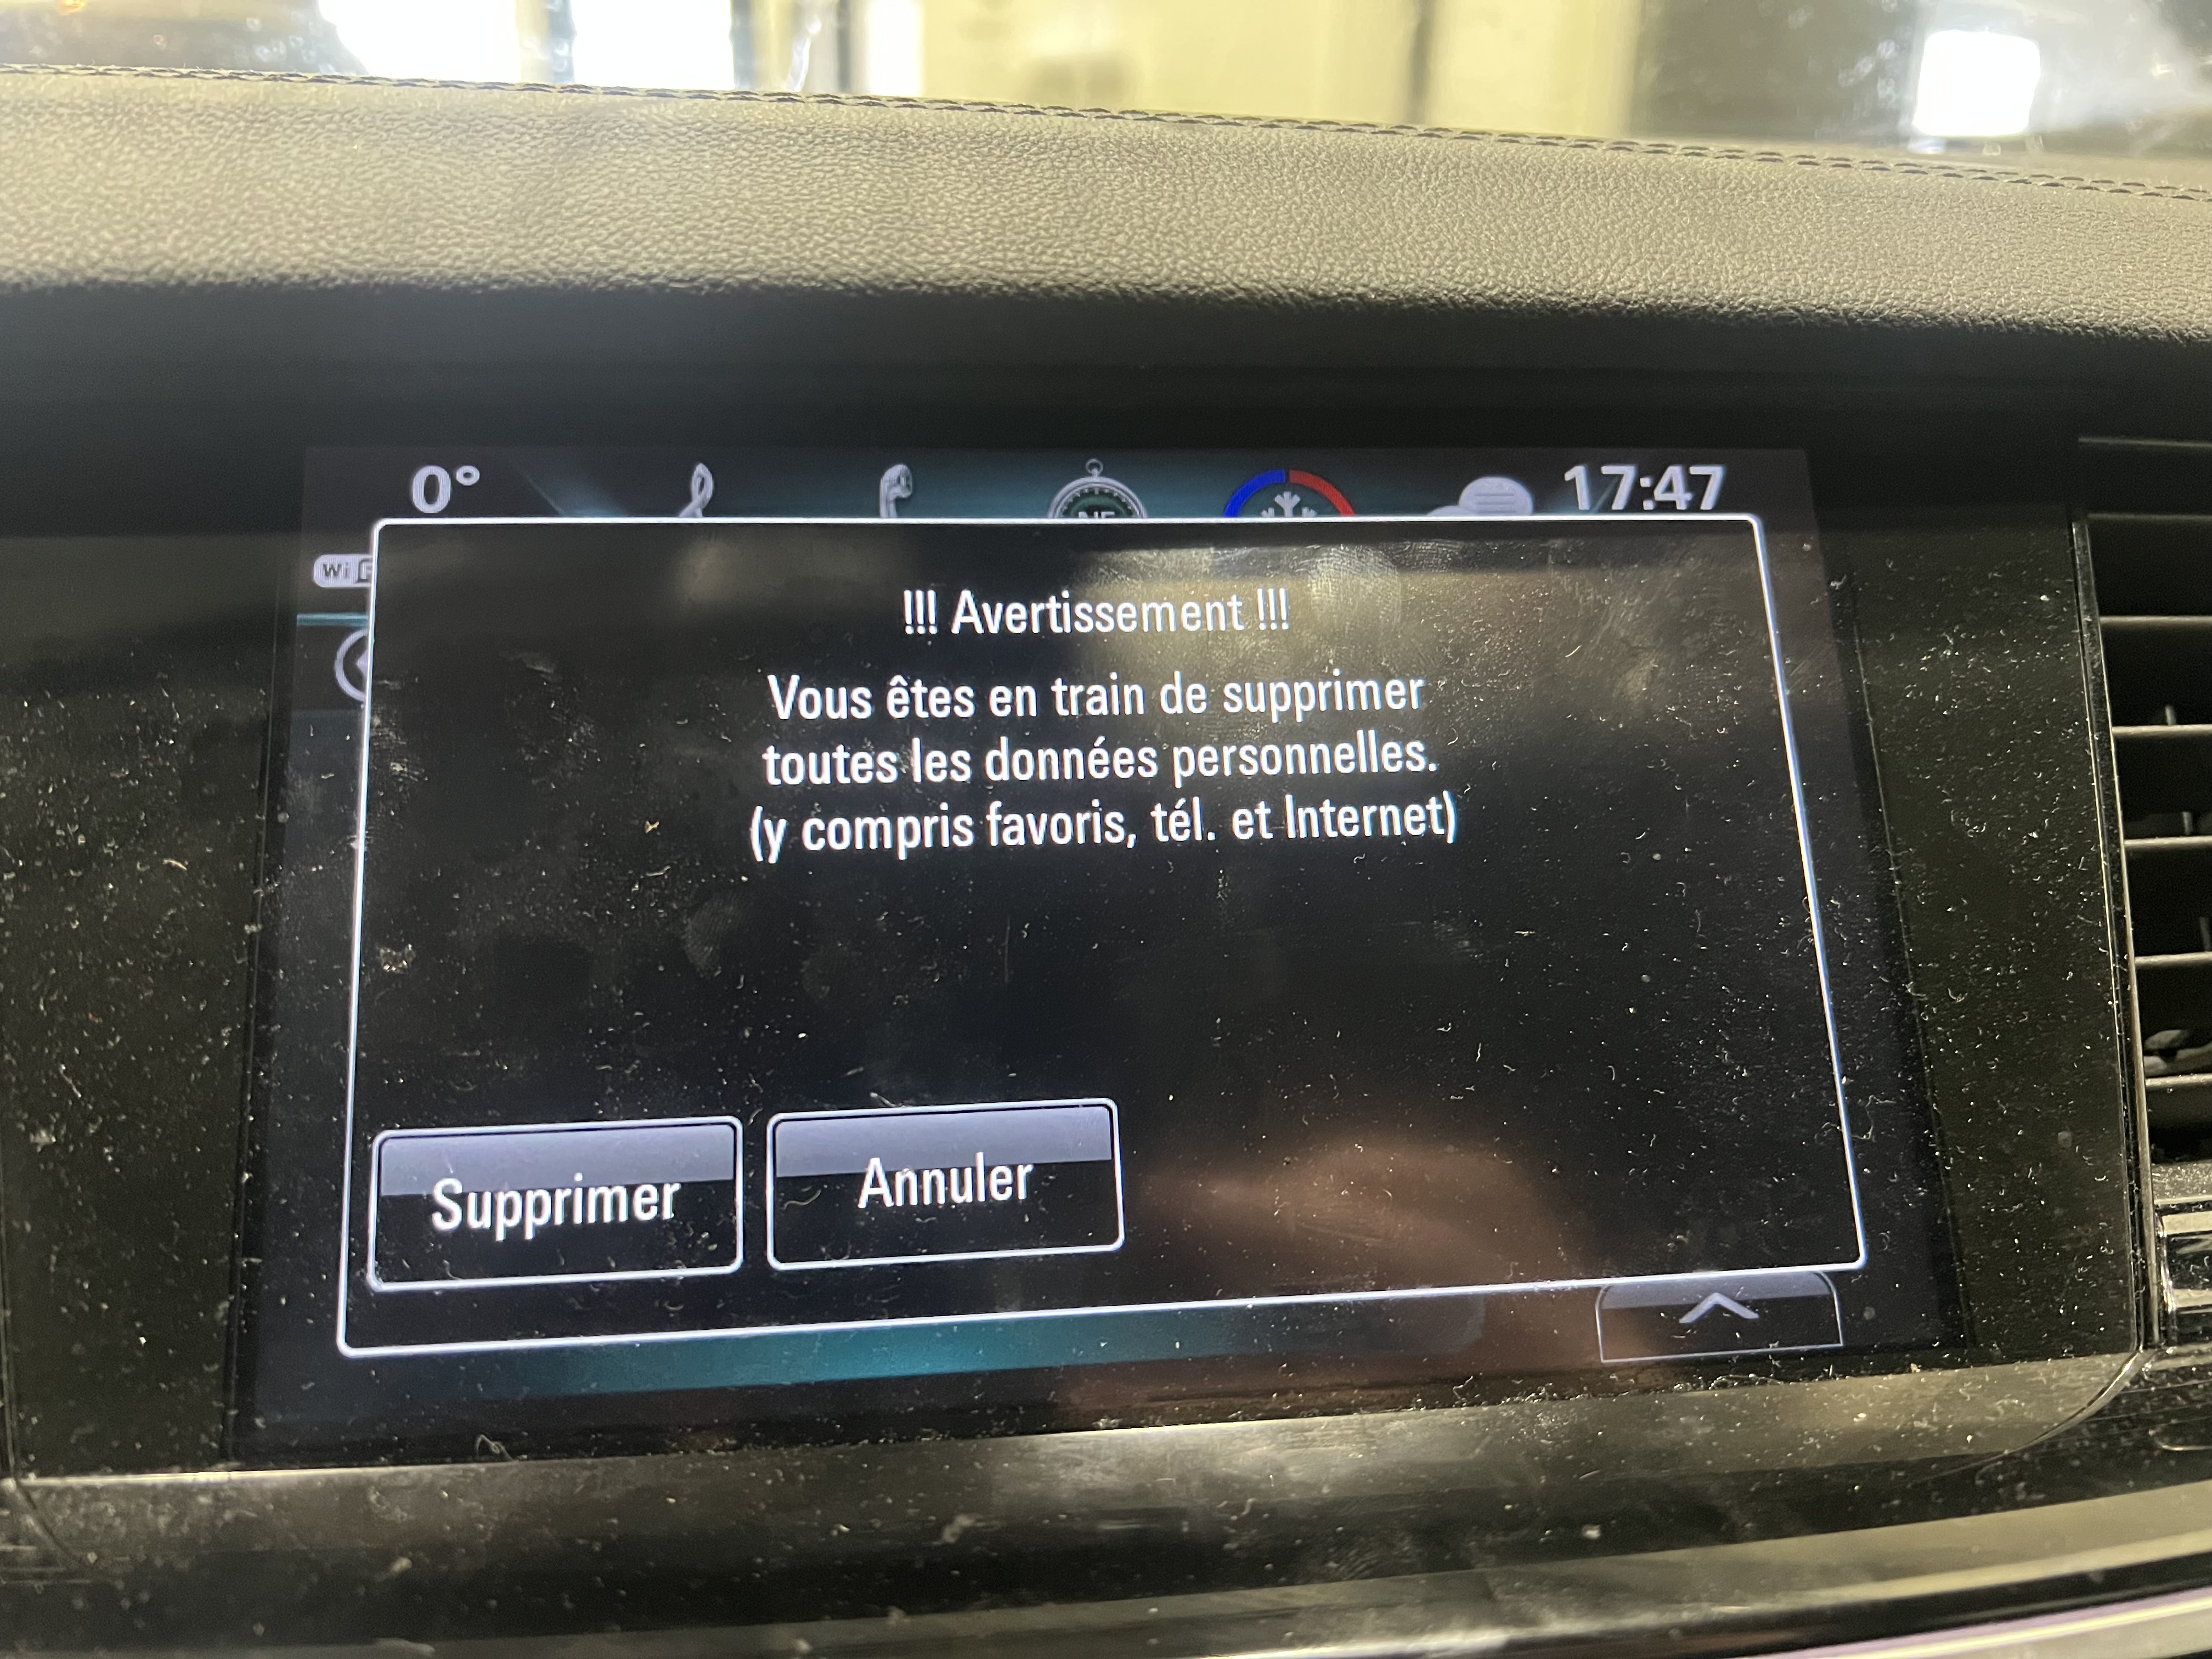 0° 17:47
Wi
!!! Avertissement !!!
Vous êtes en train de supprimer
toutes les données personnelles.
(y compris favoris, tél. et Internet)
Supprimer Annuler